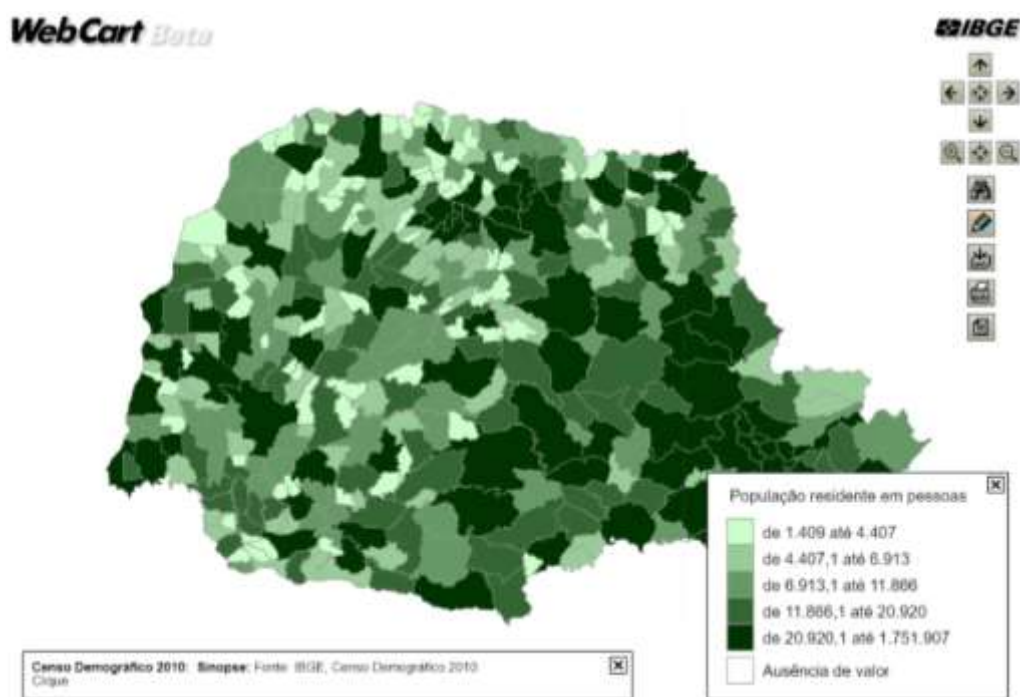 WebCart Beta
IBGE
População residente em pessoas
de 1.409 até 4.407
de 4.407,1 até 6.913
de 6.913,1 até 11.866
de 11.866,1 até 20.920
de 20.920,1 até 1.751.907
Ausência de valor
Censo Demográfico 2010: Sinopse: Fonte: IBGE, Censo Demográfico 2010
Clique